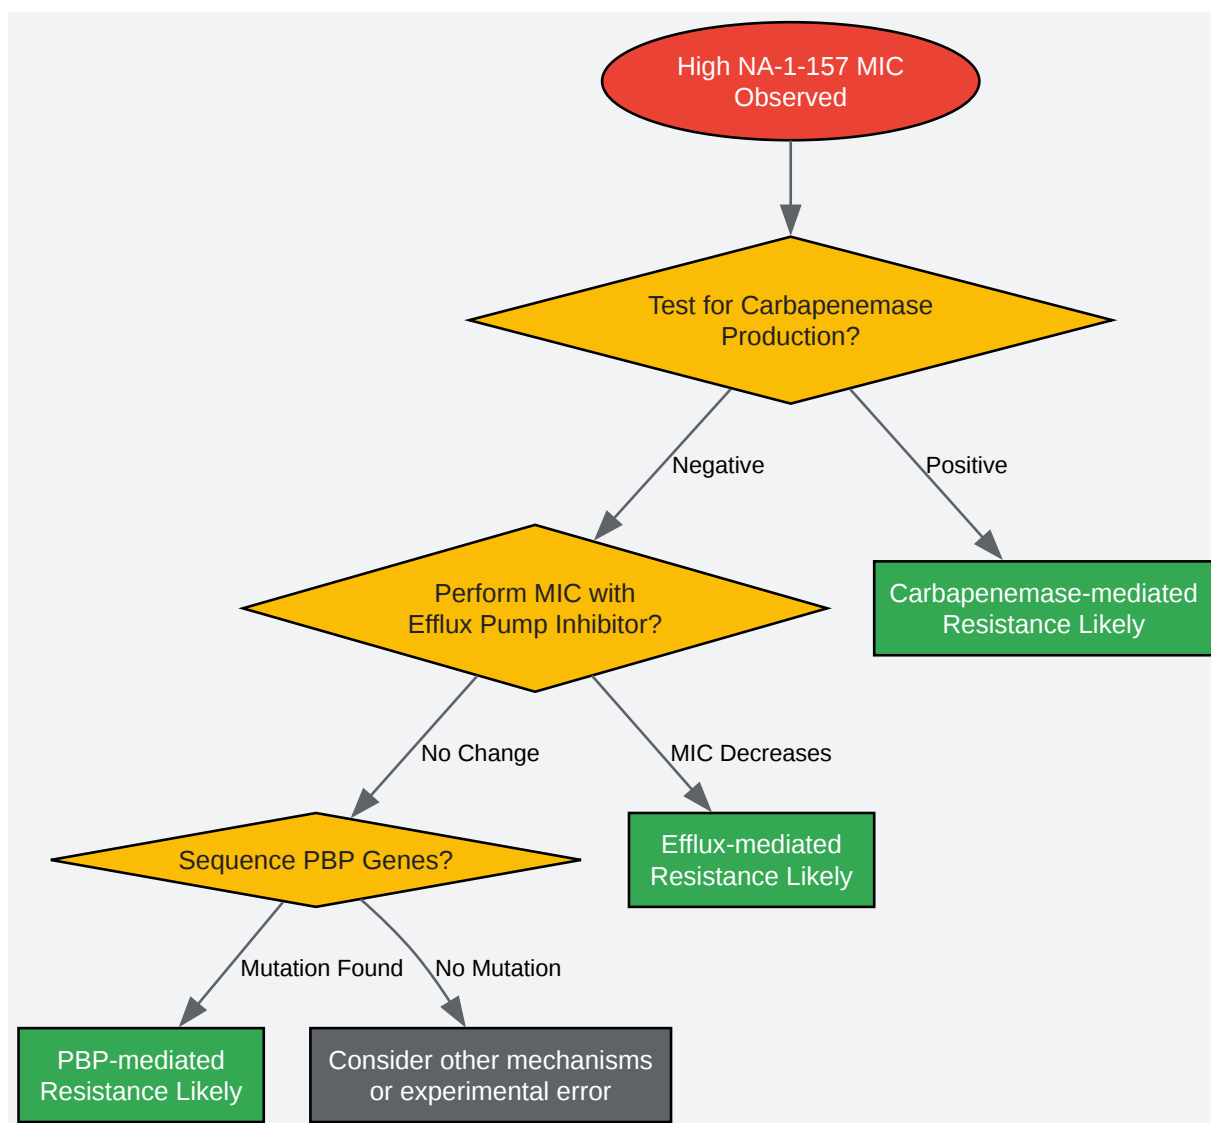 High NA-1-157 MIC
Observed
Test for Carbapenemase
Production?
Negative
Positive
Perform MIC with
Efflux Pump Inhibitor?
Carbapenemase-mediated
Resistance Likely
No Change
MIC Decreases
Sequence PBP Genes?
Efflux-mediated
Resistance Likely
Mutation Found
No Mutation
PBP-mediated
Resistance Likely
Consider other mechanisms
or experimental error